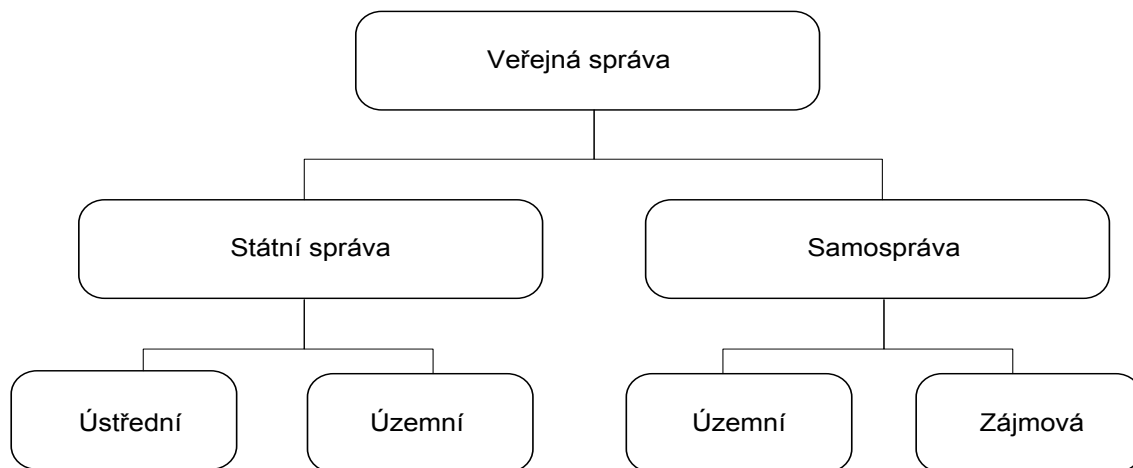 Veřejná správa
Státní správa
Samospráva
Ústřední
Územní
Územní
Zájmová